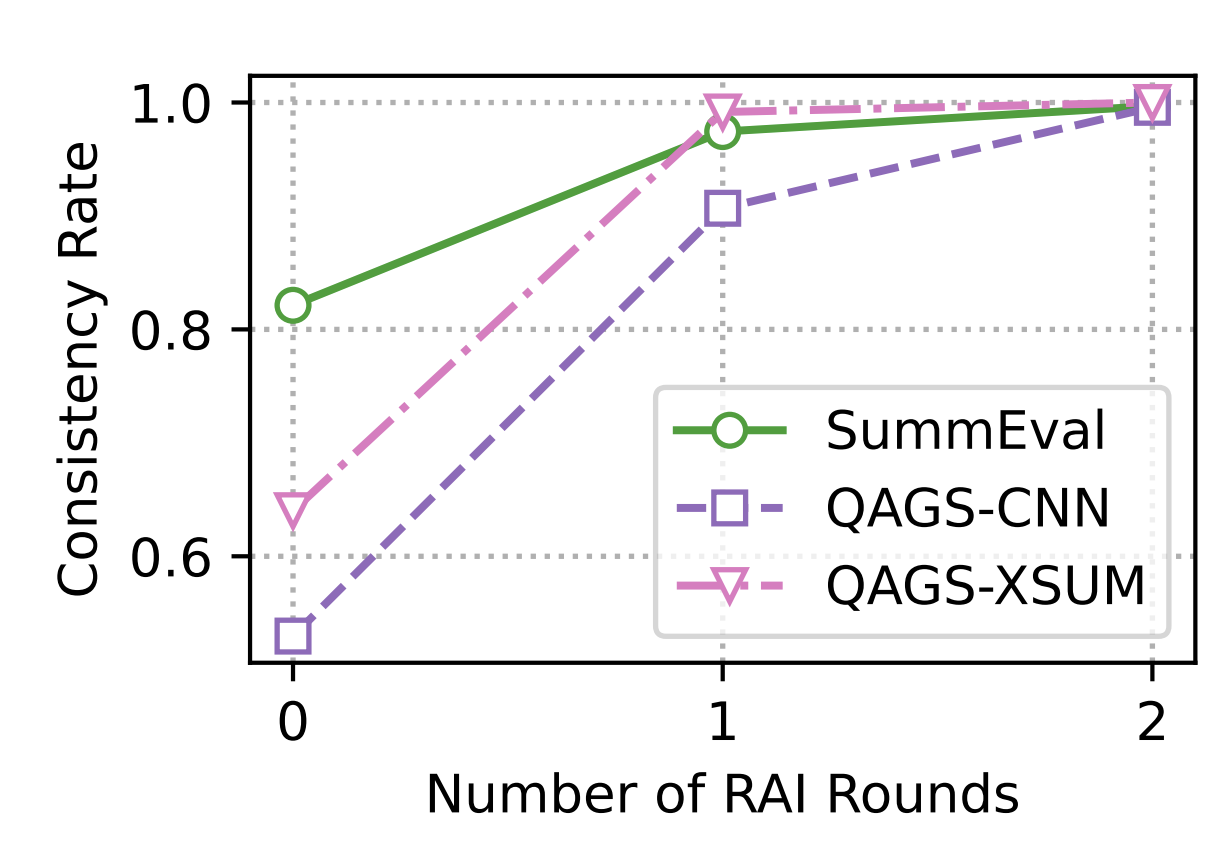 1.0
0.8
0.6
Consistency Rate
SummEval
QAGS-CNN
QAGS-XSUM
0 1 2
Number of RAI Rounds